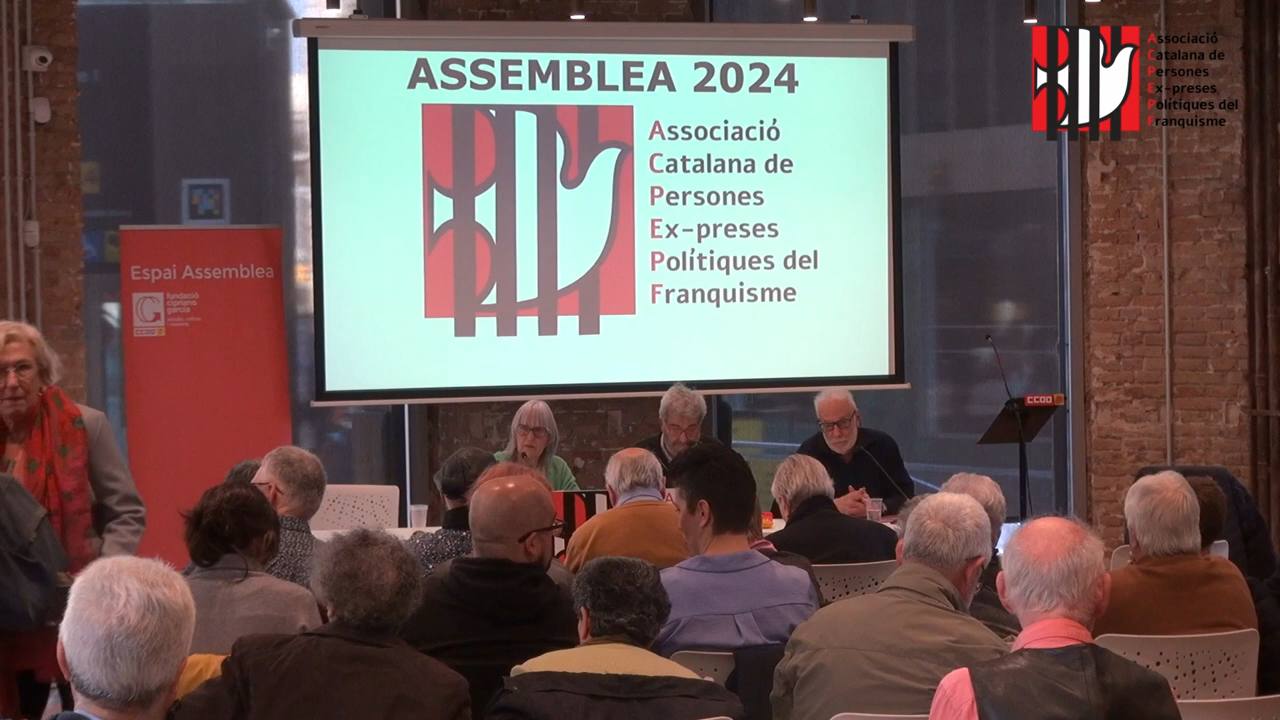 ASSEMBLEA 2024
Associació
Catalana de
Persones
Ex-preses
Polítiques del
Franquisme
Associació
Catalana de
Persones
Ex-preses
Polítiques del
Franquisme
Espai Assemblea
fundació
cipriano
garcía
CCOO
CCOO